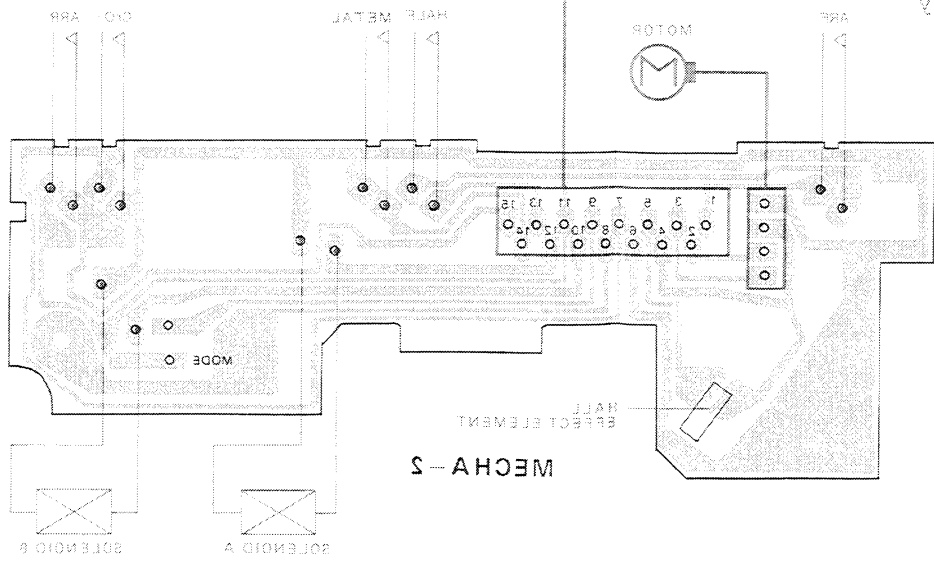 ARR
O/O
METAL
HALF
MOTOR
M
ARF
15 13 11 9 7 5 3 1
14 12 10 8 6 4 2
MODE
HALL
EFFECT ELEMENT
MECHA-2
SOLENOID B
SOLENOID A